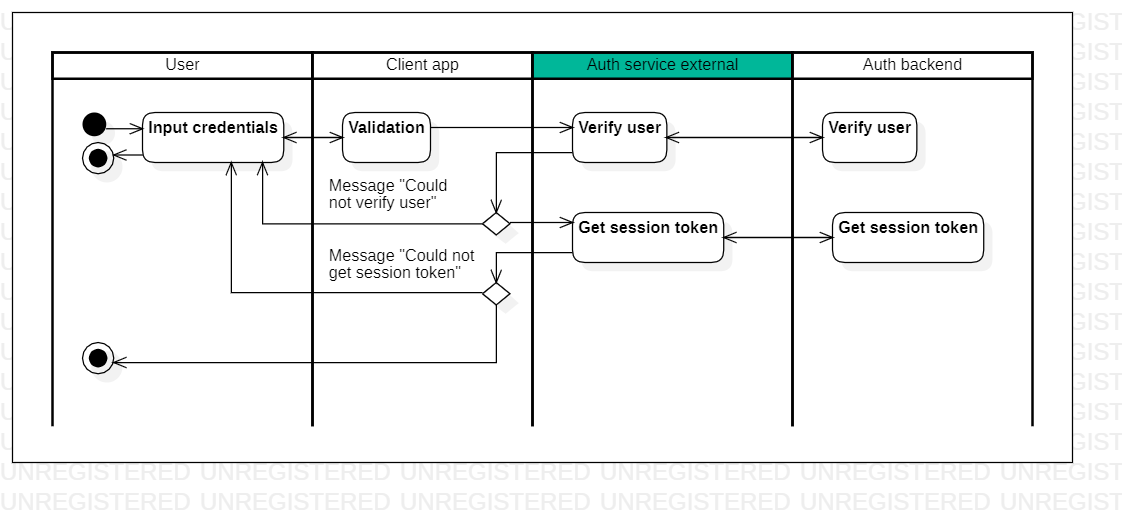 User
Client app
Auth service external
Auth backend
Input credentials
Validation
Verify user
Verify user
Message "Could
not verify user"
Get session token
Get session token
Message "Could not
get session token"
UNREGISTERED UNREGISTERED UNREGISTERED UNREGISTERED UNREGISTERED UNREGIST
UNREGISTERED UNREGISTERED UNREGISTERED UNREGISTERED UNREGISTERED UNREGIST